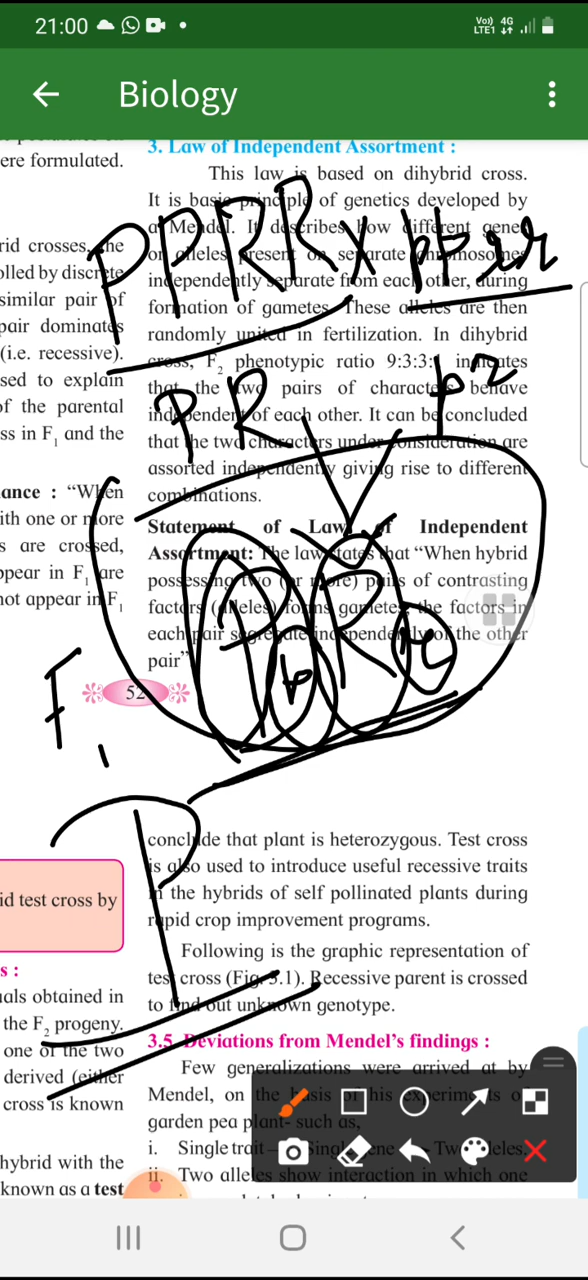 21:00
Vo)) 4G
LTE1
Biology
ere formulated.
rid crosses, the
olled by discrete
similar pair of
pair dominates
(i.e. recessive).
sed to explain
of the parental
ss in F1 and the
ance : “When
ith one or more
s are crossed,
ppear in F1 are
not appear in F1
3. Law of Independent Assortment :
This law is based on dihybrid cross.
It is basic principle of genetics developed by
Mendel. It describes how different genes
or alleles present on separate chromosomes
independently separate from each other, during
formation of gametes. These alleles are then
randomly united in fertilization. In dihybrid
cross, F2 phenotypic ratio 9:3:3:1 indicates
that the two pairs of characters behave
independent of each other. It can be concluded
that the two characters under consideration are
assorted independently giving rise to different
combinations.
Statement of Law of Independent
Assortment: The law states that “When hybrid
possessing two (or more) pairs of contrasting
factors (alleles) forms gametes, the factors in
each pair segregate independently of the other
pair”
PPRR x pprr
PR
F1
P
52
id test cross by
s :
uals obtained in
the F2 progeny.
one of the two
derived (either
cross is known
hybrid with the
known as a test
conclude that plant is heterozygous. Test cross
is also used to introduce useful recessive traits
in the hybrids of self pollinated plants during
rapid crop improvement programs.
Following is the graphic representation of
test cross (Fig. 3.1). Recessive parent is crossed
to find out unknown genotype.
3.5 Deviations from Mendel’s findings :
Few generalizations were arrived at by
Mendel, on the basis of his experiments on
garden pea plant- such as,
i. Single trait – Single gene – Two alleles.
ii. Two alleles show interaction in which one